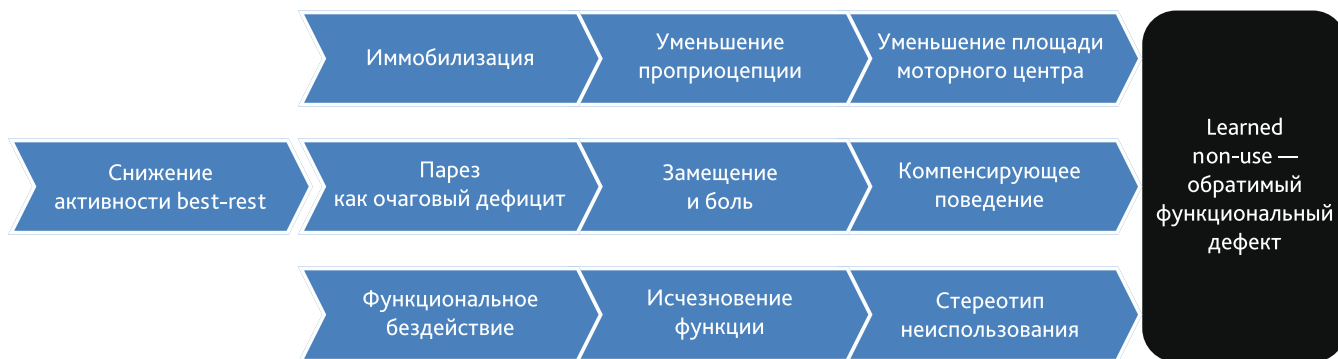 Иммобилизация
Уменьшение
проприоцепции
Уменьшение площади
моторного центра
Снижение
активности best-rest
Парез
как очаговый дефицит
Замещение
и боль
Компенсирующее
поведение
Функциональное
бездействие
Исчезновение
функции
Стереотип
неиспользования
Learned
non-use —
обратимый
функциональный
дефект